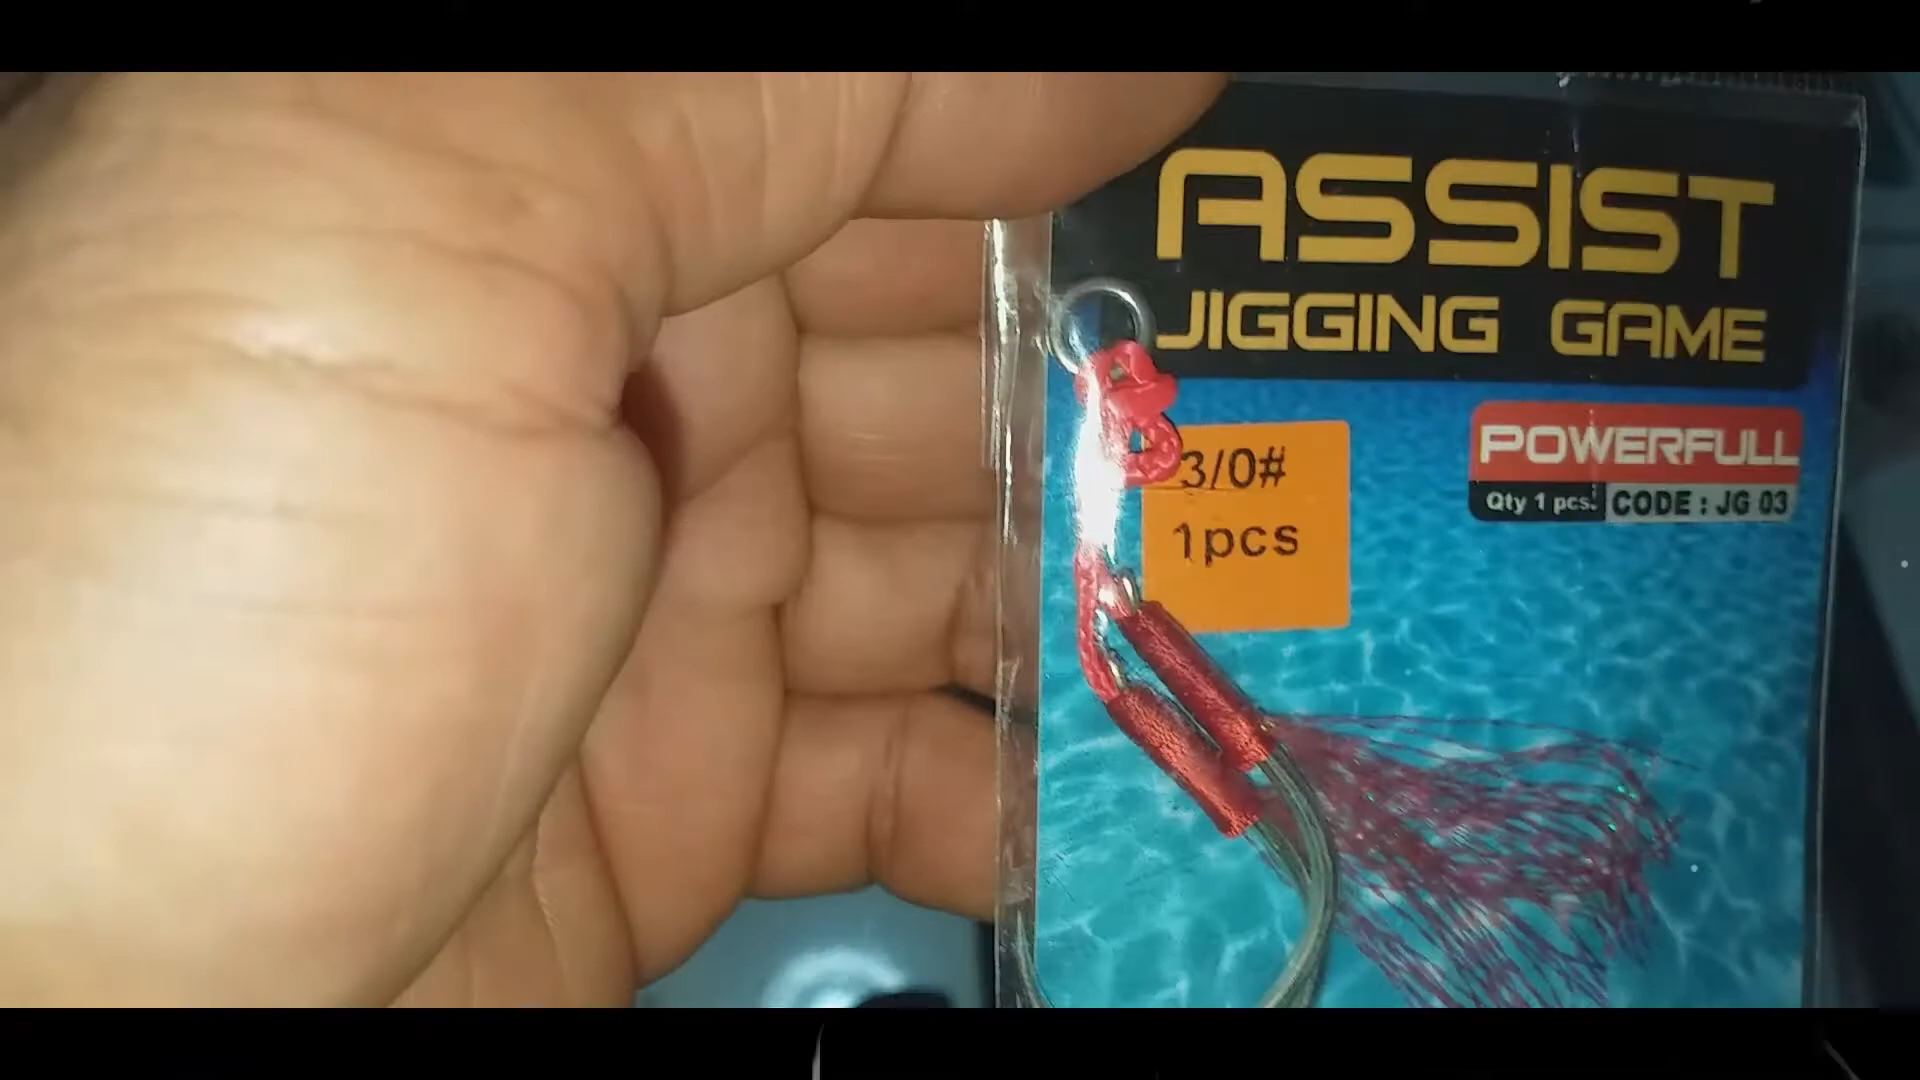 ASSIST
JIGGING GAME
3/0#
1pcs
POWERFULL
Qty 1 pcs.
CODE : JG 03